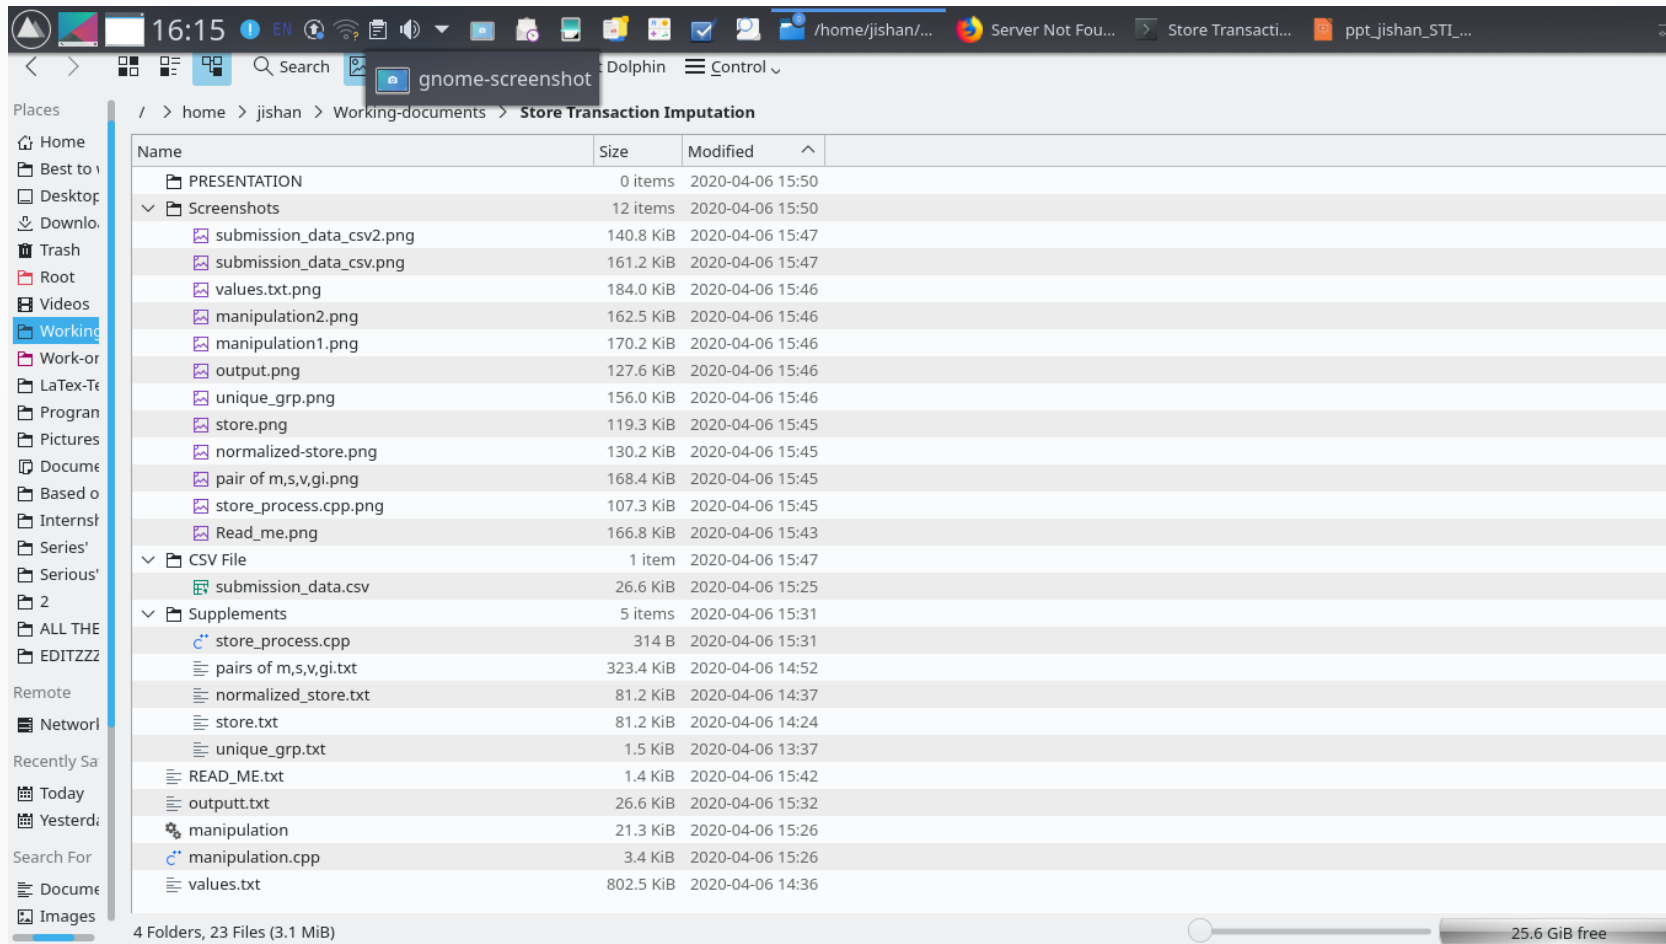 16:15 EN /home/jishan/... Server Not Fou... Store Transacti... ppt_jishan_STI_...
Search gnome-screenshot t Dolphin Control
Places
/ > home > jishan > Working-documents > Store Transaction Imputation
Name Size Modified
Home
Best to
Desktop
Downlo
Trash
Root
Videos
Working
Work-or
LaTex-Te
Program
Pictures
Docume
Based o
Internsh
Series'
Serious'
2
ALL THE
EDITZZZ
Remote
Network
Recently Sa
Today
Yesterda
Search For
Docume
Images
PRESENTATION 0 items 2020-04-06 15:50
Screenshots 12 items 2020-04-06 15:50
submission_data_csv2.png 140.8 KiB 2020-04-06 15:47
submission_data_csv.png 161.2 KiB 2020-04-06 15:47
values.txt.png 184.0 KiB 2020-04-06 15:46
manipulation2.png 162.5 KiB 2020-04-06 15:46
manipulation1.png 170.2 KiB 2020-04-06 15:46
output.png 127.6 KiB 2020-04-06 15:46
unique_grp.png 156.0 KiB 2020-04-06 15:46
store.png 119.3 KiB 2020-04-06 15:45
normalized-store.png 130.2 KiB 2020-04-06 15:45
pair of m,s,v,gi.png 168.4 KiB 2020-04-06 15:45
store_process.cpp.png 107.3 KiB 2020-04-06 15:45
Read_me.png 166.8 KiB 2020-04-06 15:43
CSV File 1 item 2020-04-06 15:47
submission_data.csv 26.6 KiB 2020-04-06 15:25
Supplements 5 items 2020-04-06 15:31
store_process.cpp 314 B 2020-04-06 15:31
pairs of m,s,v,gi.txt 323.4 KiB 2020-04-06 14:52
normalized_store.txt 81.2 KiB 2020-04-06 14:37
store.txt 81.2 KiB 2020-04-06 14:24
unique_grp.txt 1.5 KiB 2020-04-06 13:37
READ_ME.txt 1.4 KiB 2020-04-06 15:42
outputt.txt 26.6 KiB 2020-04-06 15:32
manipulation 21.3 KiB 2020-04-06 15:26
manipulation.cpp 3.4 KiB 2020-04-06 15:26
values.txt 802.5 KiB 2020-04-06 14:36
4 Folders, 23 Files (3.1 MiB) 25.6 GiB free